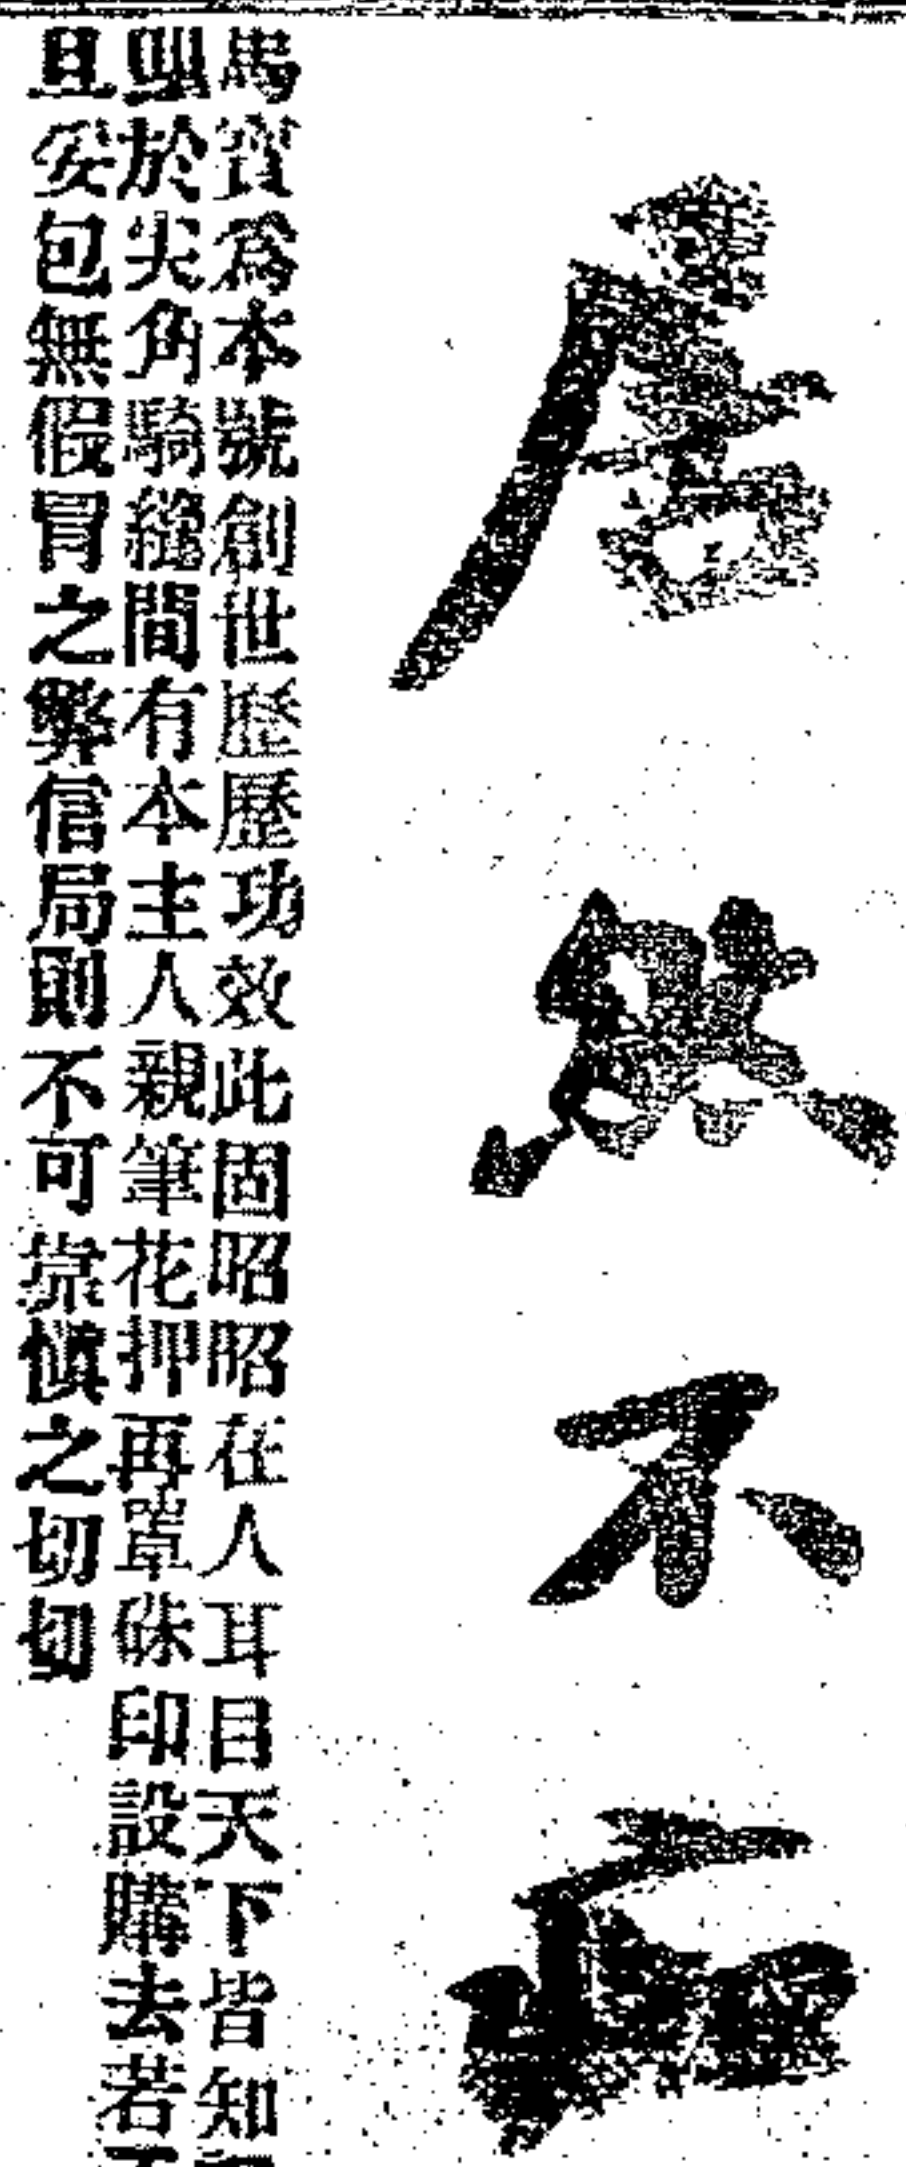 居然不
馬寶爲本號創世歷歷功效此固昭昭在人耳目天下皆知
於尖角騎縫間有本主人親筆花押再單硃印設購去若
且妥包無假冒之弊信局則不可靠慎之切切